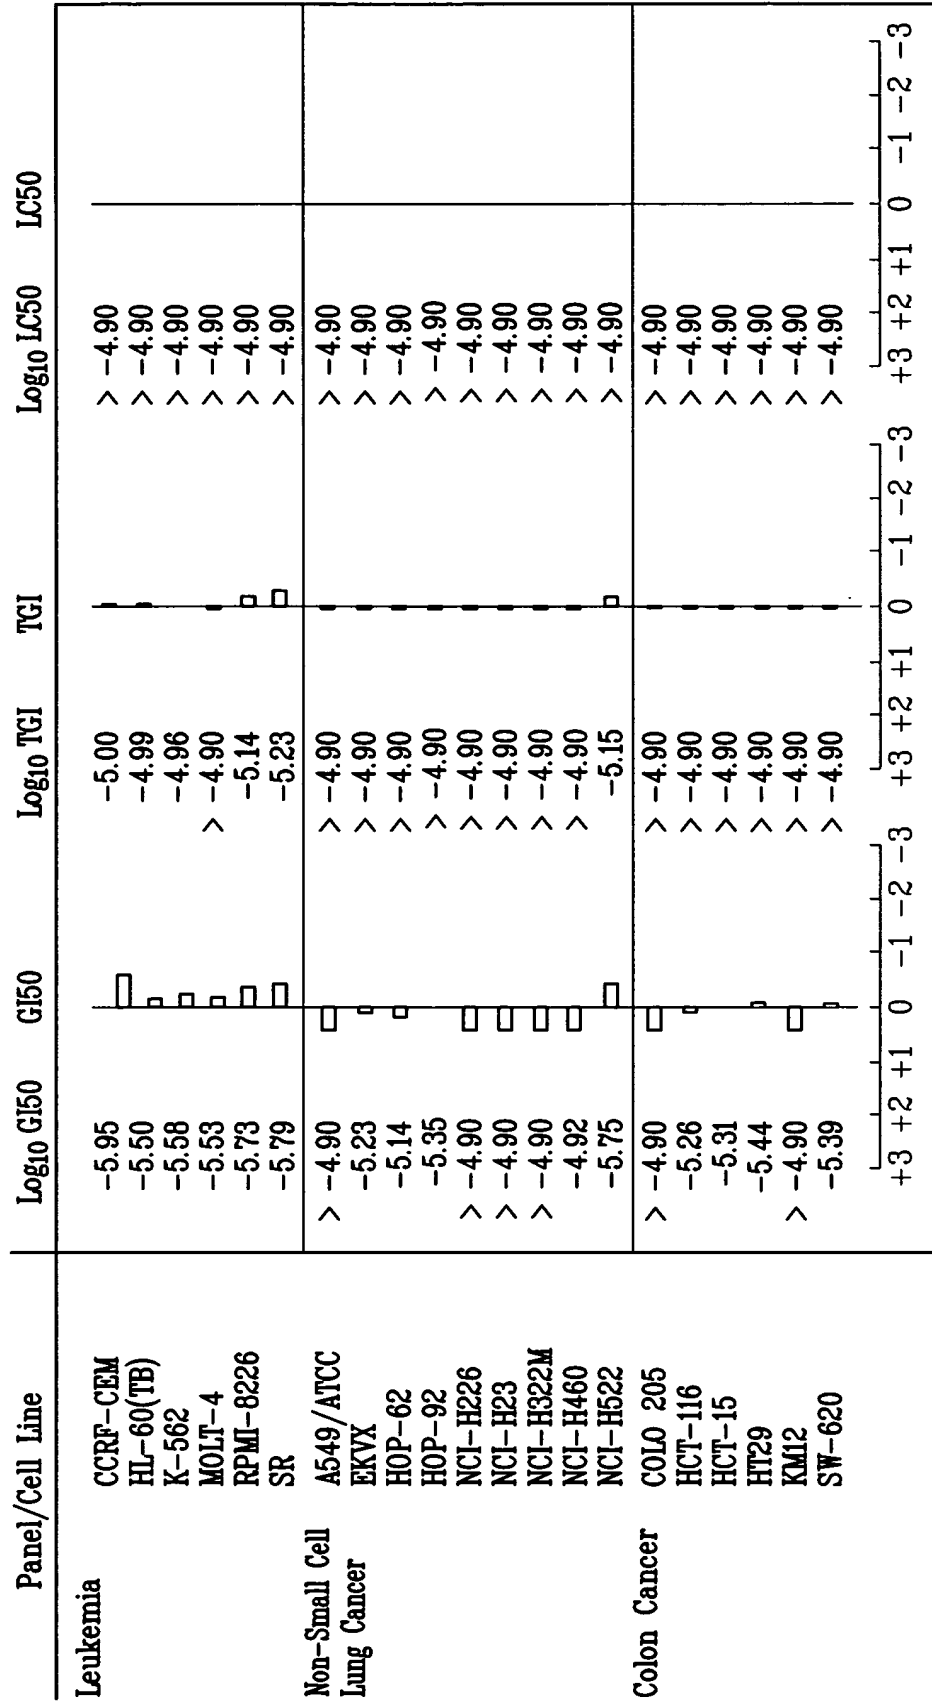 Panel/Cell Line Log10 GI50 GI50 Log10 TGI TGI Log10 LC50 LC50
Leukemia
CCRF-CEM -5.95 -5.00 > -4.90
HL-60(TB) -5.50 -4.99 > -4.90
K-562 -5.58 -4.96 > -4.90
MOLT-4 -5.53 > -4.90 > -4.90
RPMI-8226 -5.73 -5.14 > -4.90
SR -5.79 -5.23 > -4.90
Non-Small Cell
Lung Cancer
A549/ATCC > -4.90 > -4.90 > -4.90
EKVX -5.23 > -4.90 > -4.90
HOP-62 -5.14 > -4.90 > -4.90
HOP-92 -5.35 > -4.90 > -4.90
NCI-H226 > -4.90 > -4.90 > -4.90
NCI-H23 > -4.90 > -4.90 > -4.90
NCI-H322M > -4.90 > -4.90 > -4.90
NCI-H460 -4.92 > -4.90 > -4.90
NCI-H522 -5.75 -5.15 > -4.90
Colon Cancer
COLO 205 > -4.90 > -4.90 > -4.90
HCT-116 -5.26 > -4.90 > -4.90
HCT-15 -5.31 > -4.90 > -4.90
HT29 -5.44 > -4.90 > -4.90
KM12 > -4.90 > -4.90 > -4.90
SW-620 -5.39 > -4.90 > -4.90
+3 +2 +1 0 -1 -2 -3 +3 +2 +1 0 -1 -2 -3 +3 +2 +1 0 -1 -2 -3